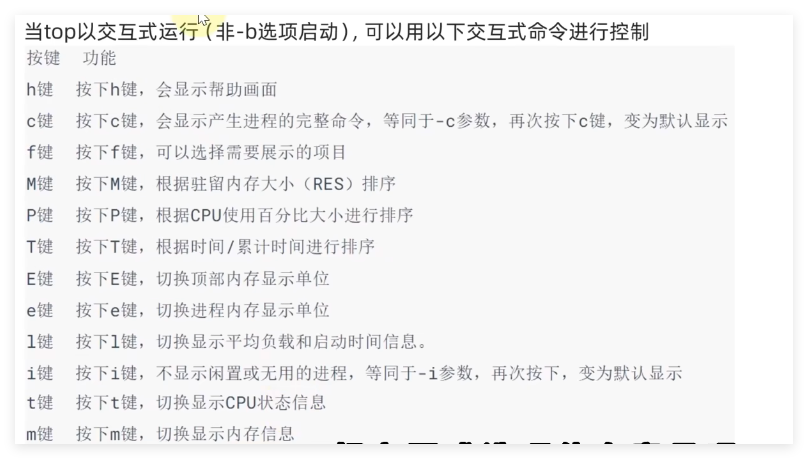 当top以交互式运行(非-b选项启动), 可以用以下交互式命令进行控制
按键 功能
h键 按下h键，会显示帮助画面
c键 按下c键，会显示产生进程的完整命令，等同于-c参数，再次按下c键，变为默认显示
f键 按下f键，可以选择需要展示的项目
M键 按下M键，根据驻留内存大小（RES）排序
P键 按下P键，根据CPU使用百分比大小进行排序
T键 按下T键，根据时间/累计时间进行排序
E键 按下E键，切换顶部内存显示单位
e键 按下e键，切换进程内存显示单位
l键 按下l键，切换显示平均负载和启动时间信息。
i键 按下i键，不显示闲置或无用的进程，等同于-i参数，再次按下，变为默认显示
t键 按下t键，切换显示CPU状态信息
m键 按下m键，切换显示内存信息